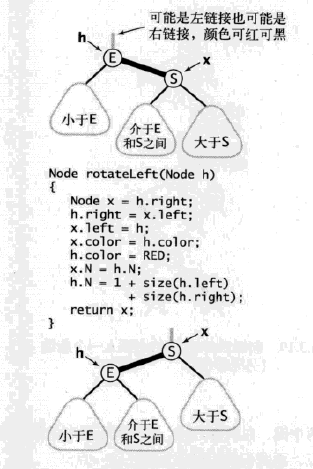 可能是左链接也可能是
右链接，颜色可红可黑
h
E
S
x
小于E
介于E
和S之间
大于S
Node rotateLeft(Node h)
{
Node x = h.right;
h.right = x.left;
x.left = h;
x.color = h.color;
h.color = RED;
x.N = h.N;
h.N = 1 + size(h.left)
+ size(h.right);
return x;
}
x
S
h
E
小于E
介于E
和S之间
大于S